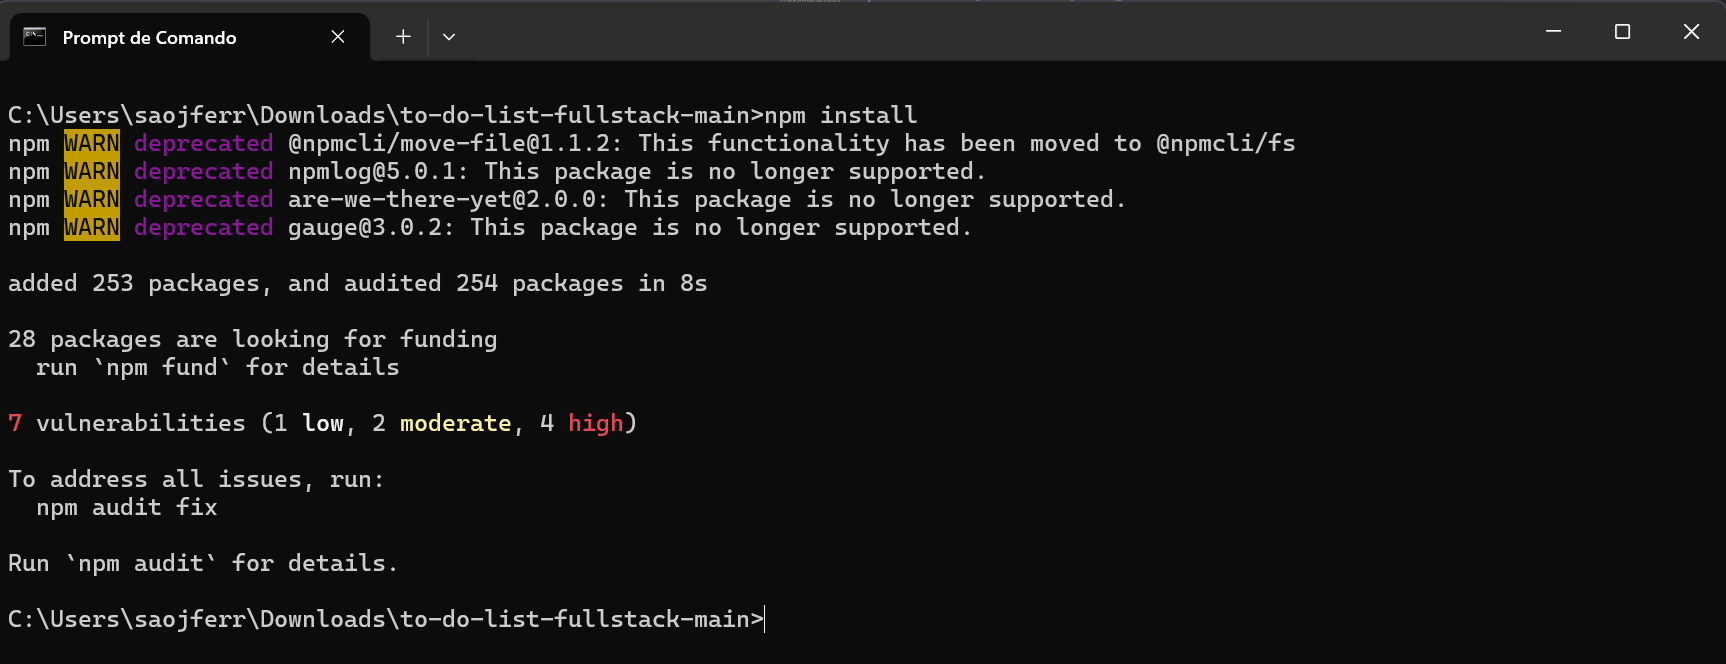 Prompt de Comando
C:\Users\saojferr\Downloads\to-do-list-fullstack-main>npm install
npm WARN deprecated @npmcli/move-file@1.1.2: This functionality has been moved to @npmcli/fs
npm WARN deprecated npmlog@5.0.1: This package is no longer supported.
npm WARN deprecated are-we-there-yet@2.0.0: This package is no longer supported.
npm WARN deprecated gauge@3.0.2: This package is no longer supported.
added 253 packages, and audited 254 packages in 8s
28 packages are looking for funding
  run `npm fund` for details
7 vulnerabilities (1 low, 2 moderate, 4 high)
To address all issues, run:
  npm audit fix
Run `npm audit` for details.
C:\Users\saojferr\Downloads\to-do-list-fullstack-main>